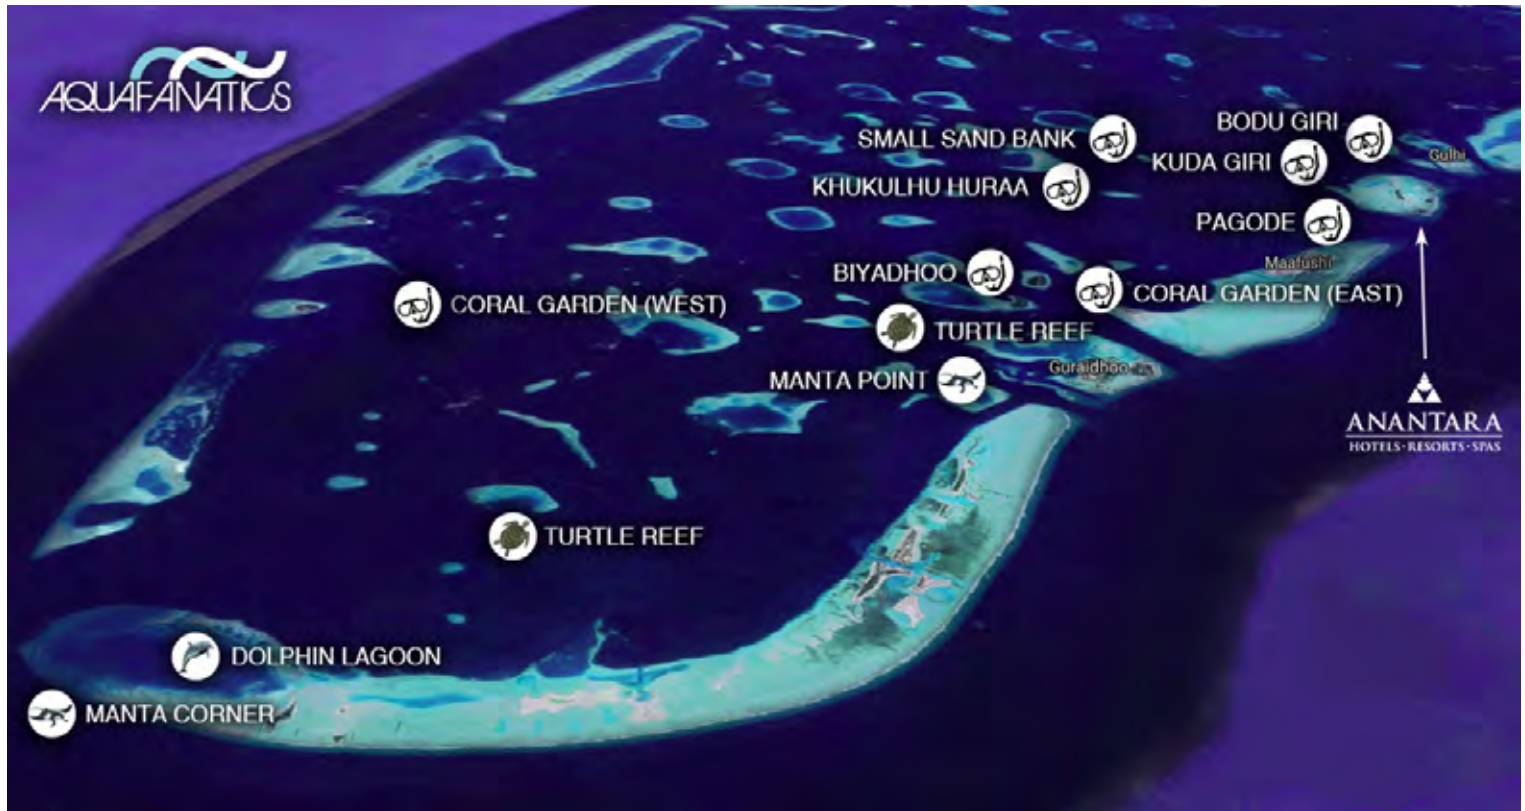 AQUAFANATICS
BODU GIRI
SMALL SAND BANK
KUDA GIRI
Gulhi
KHUKULHU HURAA
PAGODE
Maafushi
BIYADHOO
CORAL GARDEN (EAST)
CORAL GARDEN (WEST)
TURTLE REEF
Guraidhoo
MANTA POINT
ANANTARA
HOTELS·RESORTS·SPAS
TURTLE REEF
DOLPHIN LAGOON
MANTA CORNER